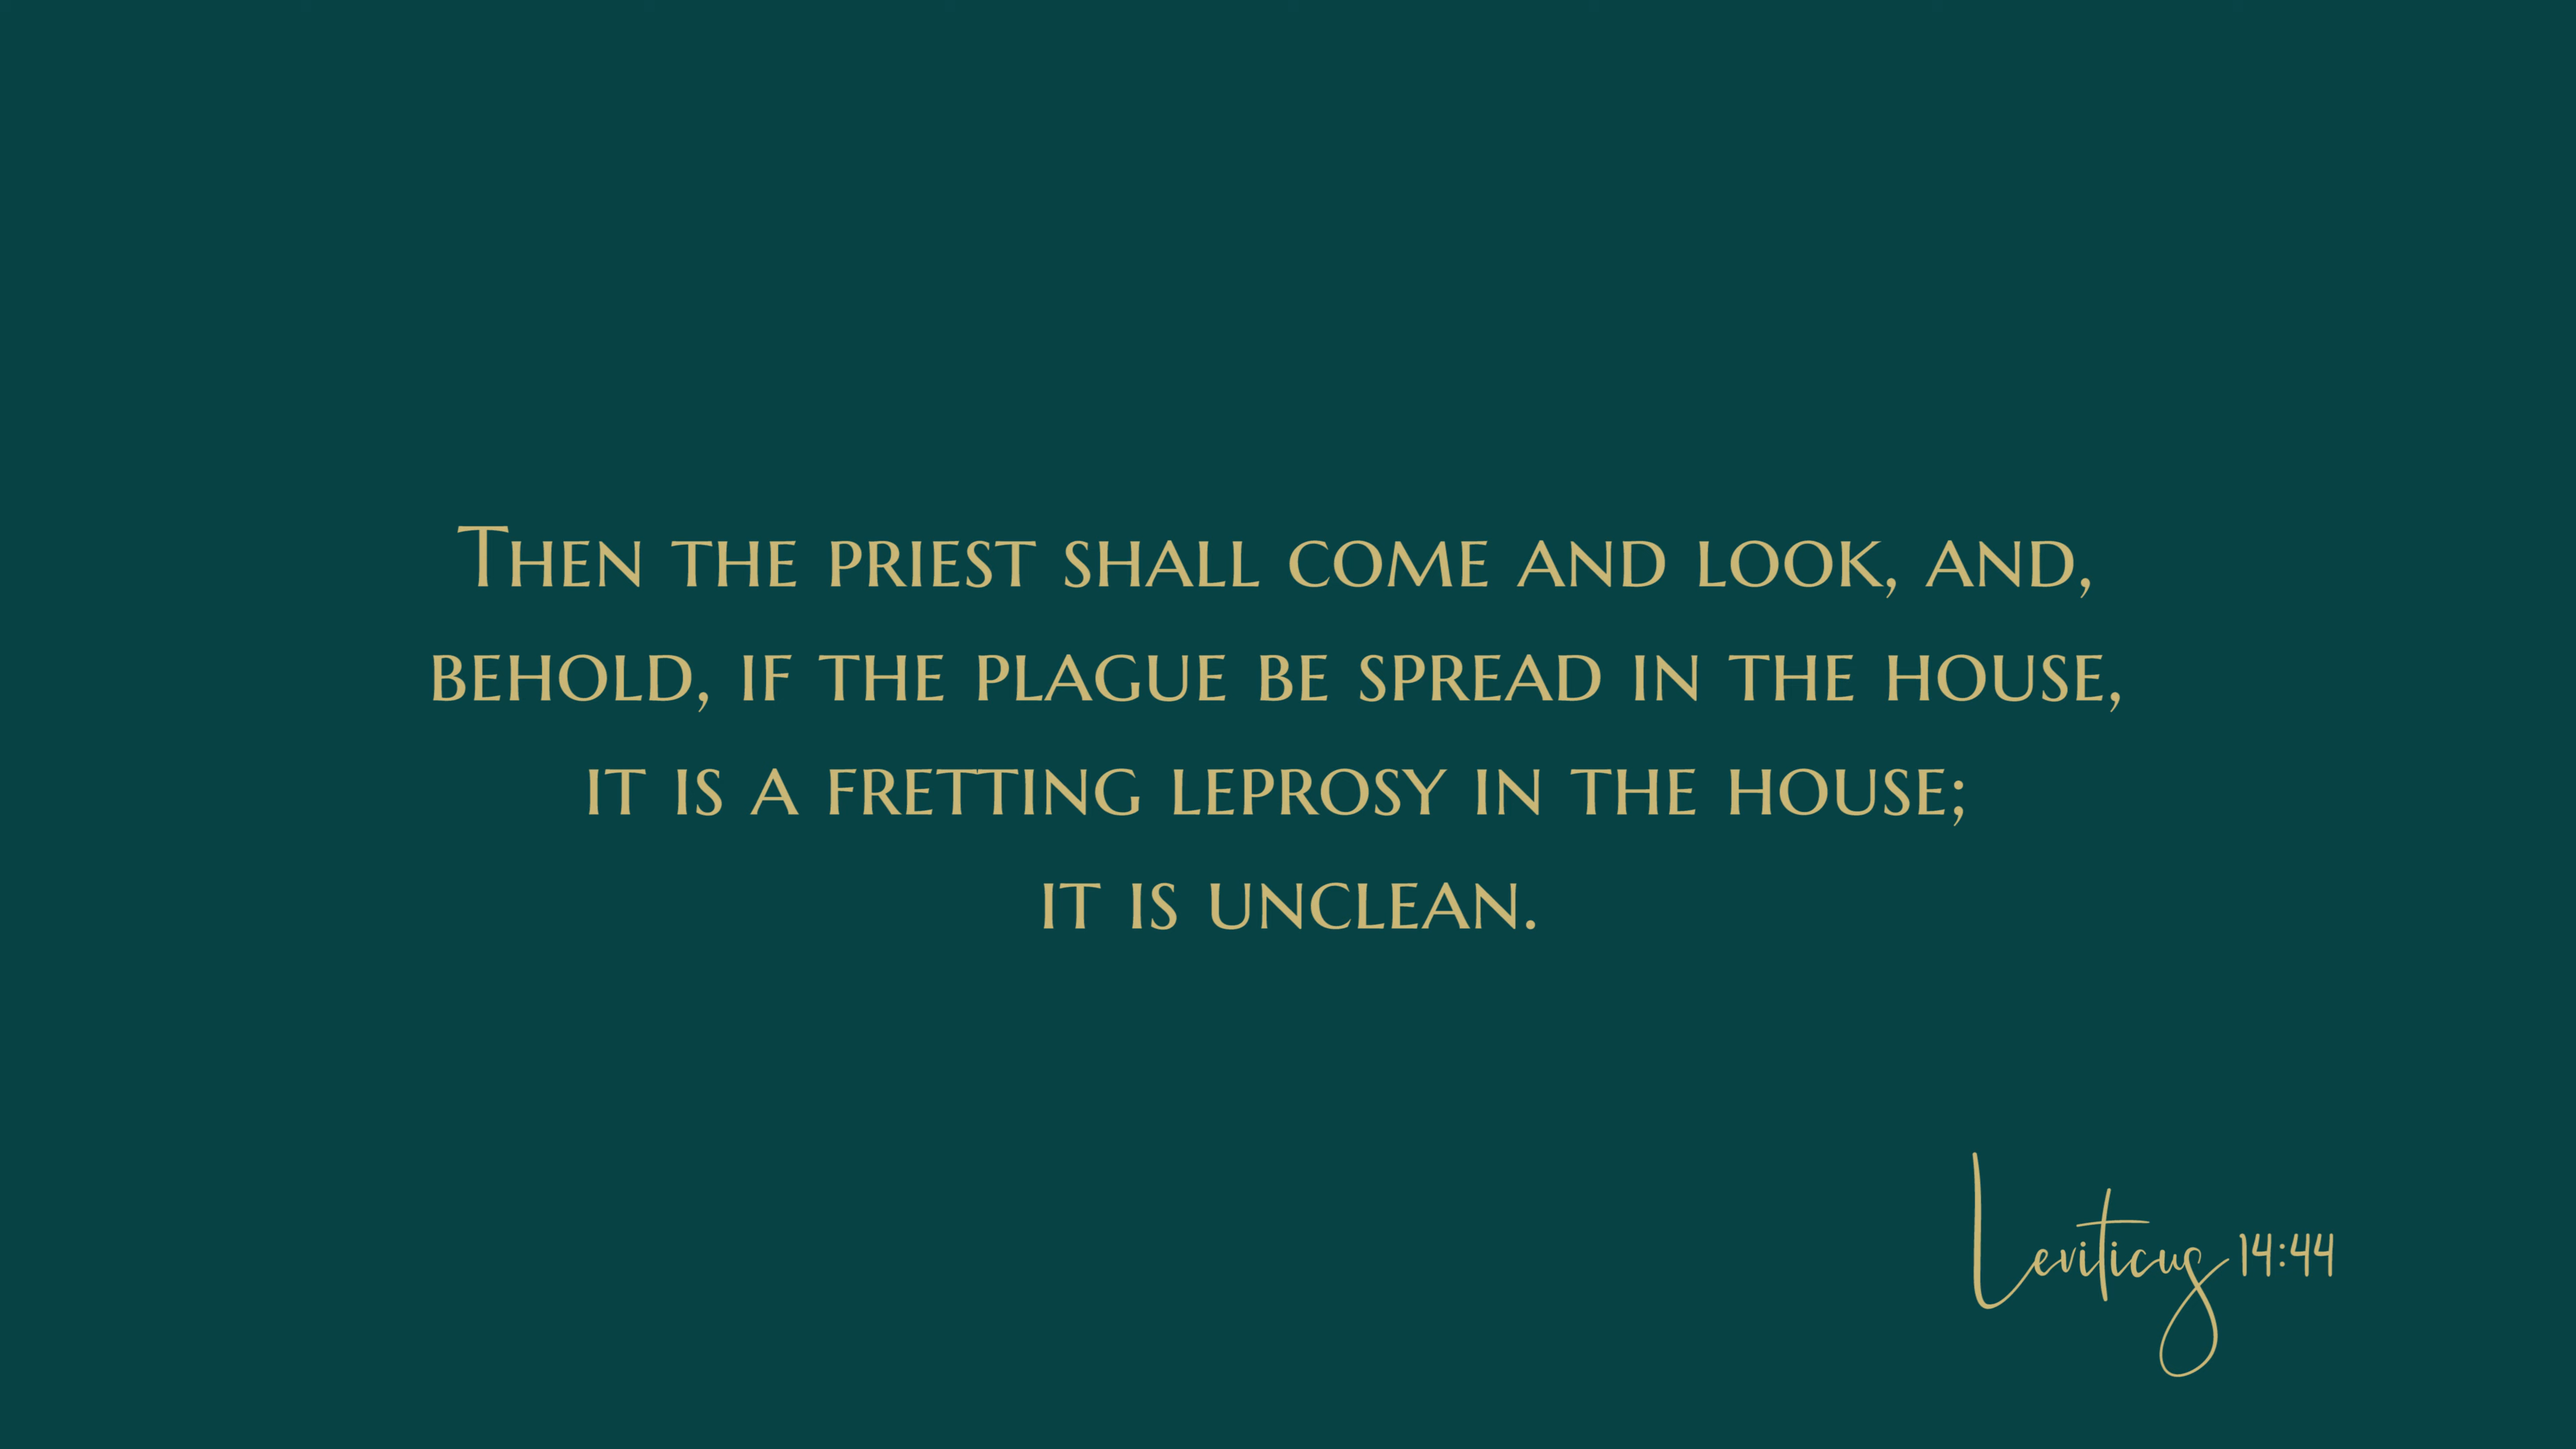 Then the priest shall come and look, and,
behold, if the plague be spread in the house,
it is a fretting leprosy in the house;
it is unclean.
Leviticus 14:44